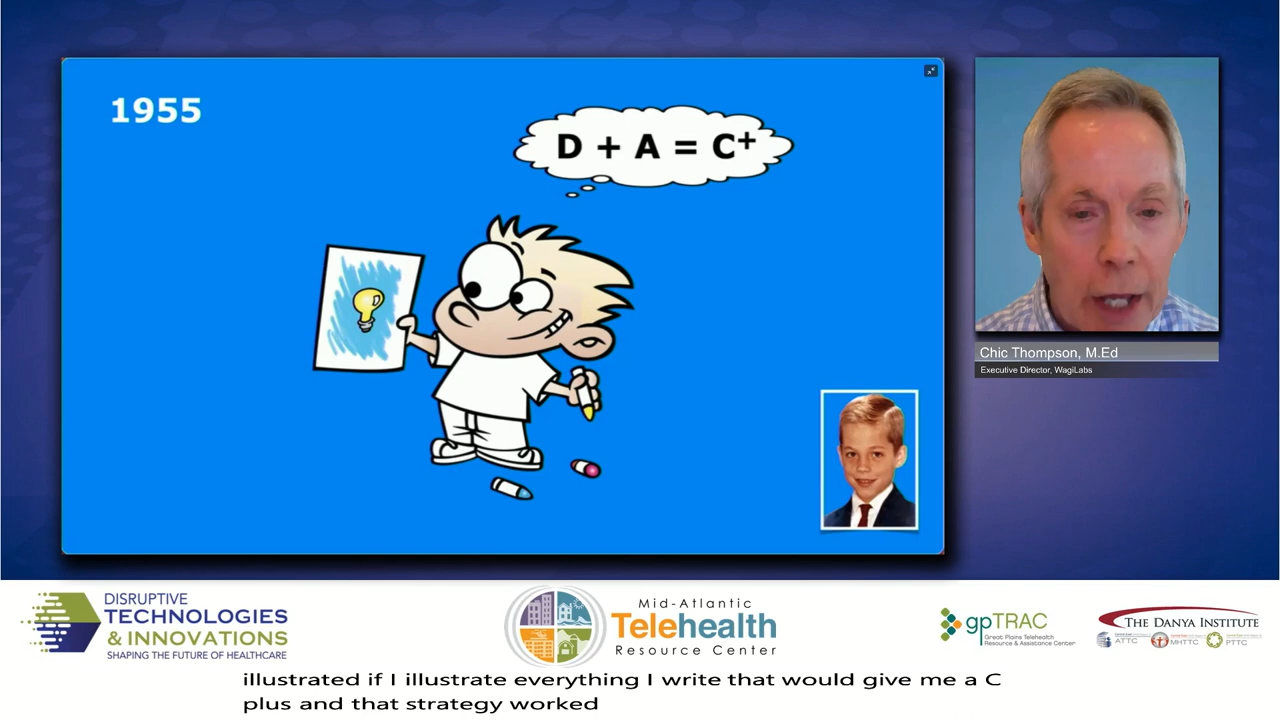 1955
D + A = C+
Chic Thompson, M.Ed
Executive Director, WagiLabs
DISRUPTIVE
TECHNOLOGIES
& INNOVATIONS
SHAPING THE FUTURE OF HEALTHCARE
Mid-Atlantic
Telehealth
Resource Center
gpTRAC
Great Plains Telehealth
Resource & Assistance Center
THE DANYA INSTITUTE
ATTC
MHTTC
PTTC
illustrated if I illustrate everything I write that would give me a C
plus and that strategy worked